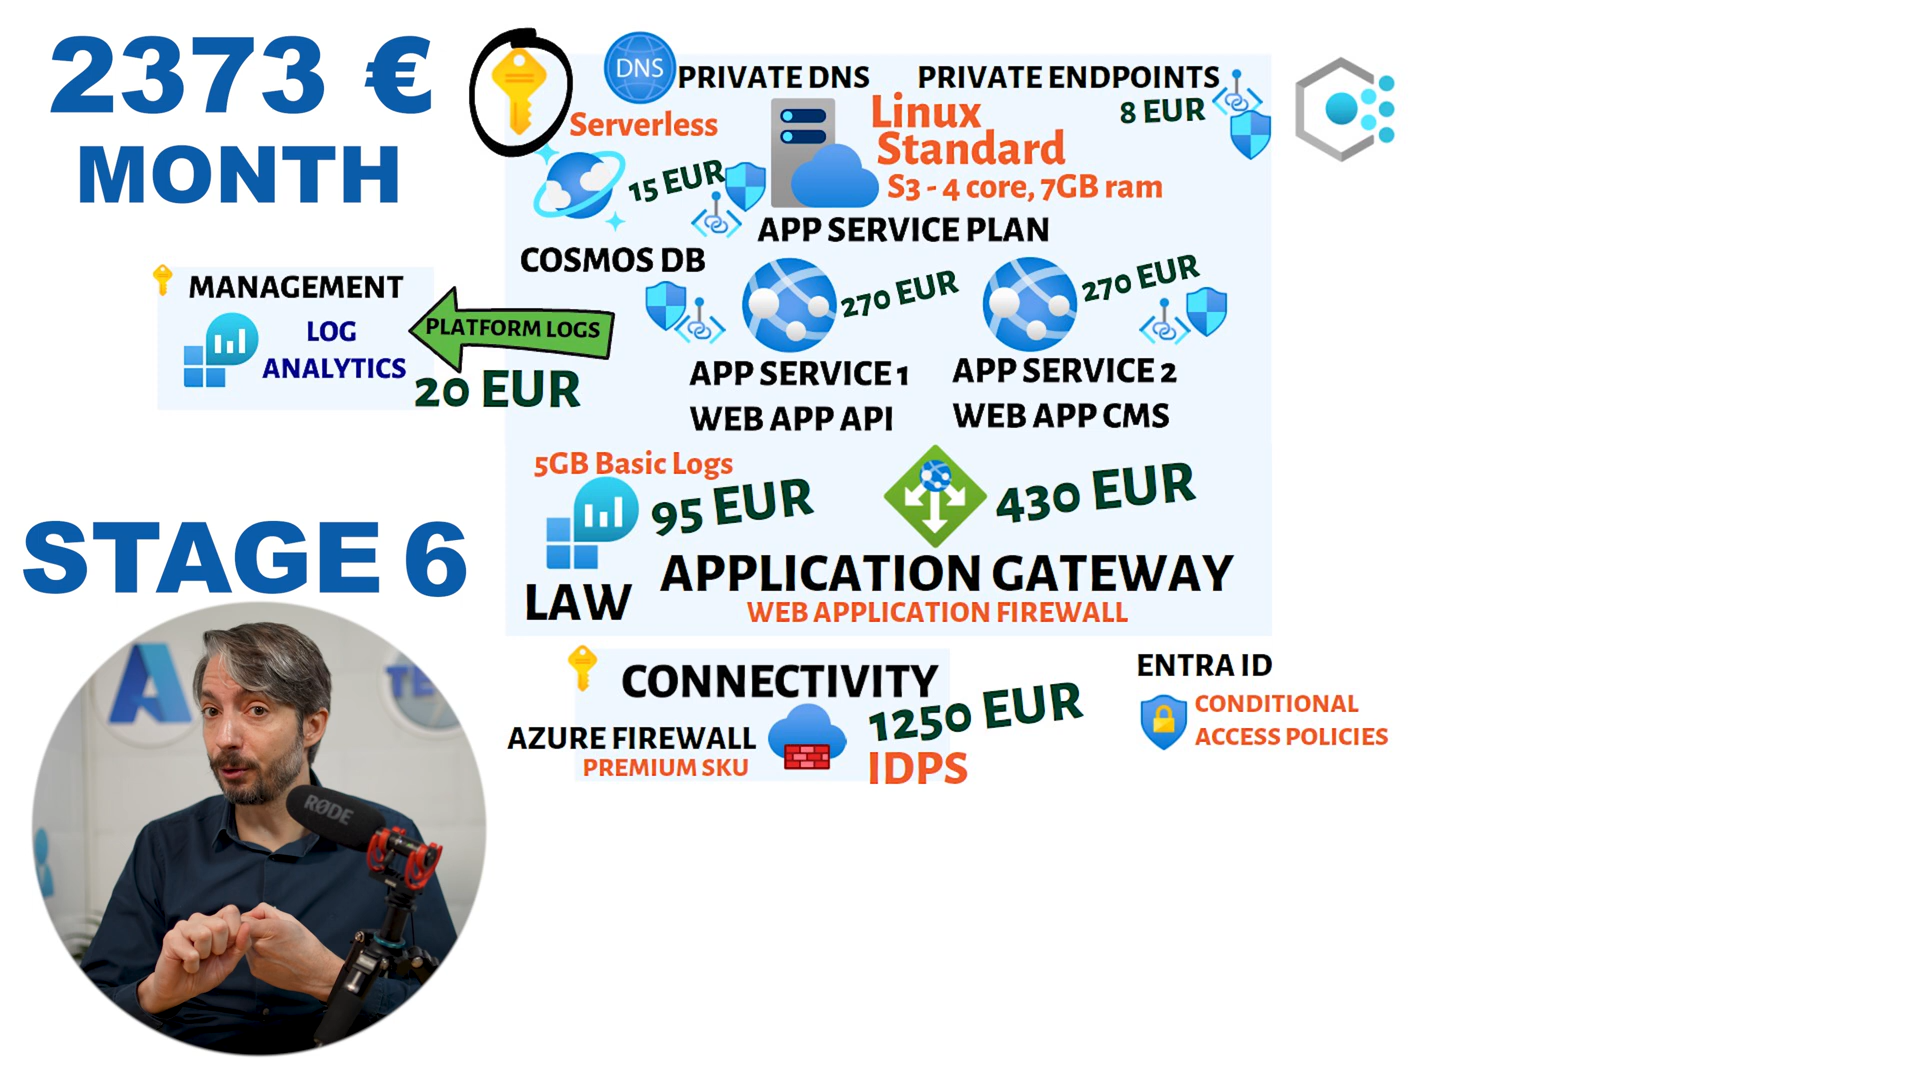 2373 €
MONTH
DNS
PRIVATE DNS
PRIVATE ENDPOINTS
8 EUR
Serverless
Linux
Standard
S3 - 4 core, 7GB ram
15 EUR
APP SERVICE PLAN
COSMOS DB
270 EUR
270 EUR
MANAGEMENT
LOG
ANALYTICS
PLATFORM LOGS
20 EUR
APP SERVICE 1
WEB APP API
APP SERVICE 2
WEB APP CMS
5GB Basic Logs
95 EUR
430 EUR
LAW
APPLICATION GATEWAY
WEB APPLICATION FIREWALL
STAGE 6
CONNECTIVITY
1250 EUR
AZURE FIREWALL
PREMIUM SKU
IDPS
ENTRA ID
CONDITIONAL
ACCESS POLICIES
RØDE